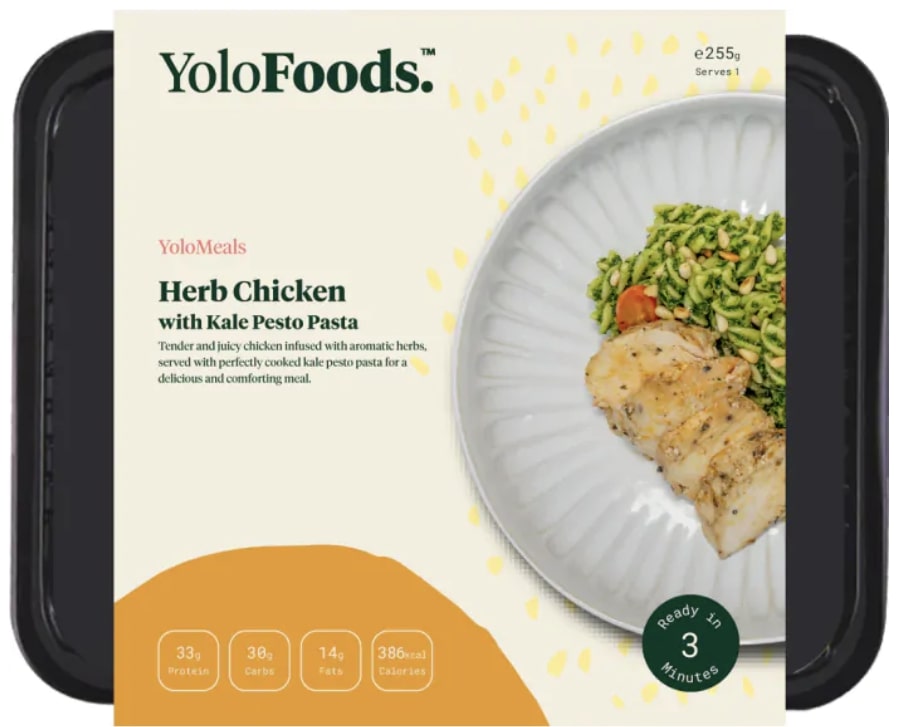 YoloFoods.™
℮255g
Serves 1
YoloMeals
Herb Chicken
with Kale Pesto Pasta
Tender and juicy chicken infused with aromatic herbs,
served with perfectly cooked kale pesto pasta for a
delicious and comforting meal.
33g
Protein
30g
Carbs
14g
Fats
386kcal
Calories
Ready in
3
Minutes